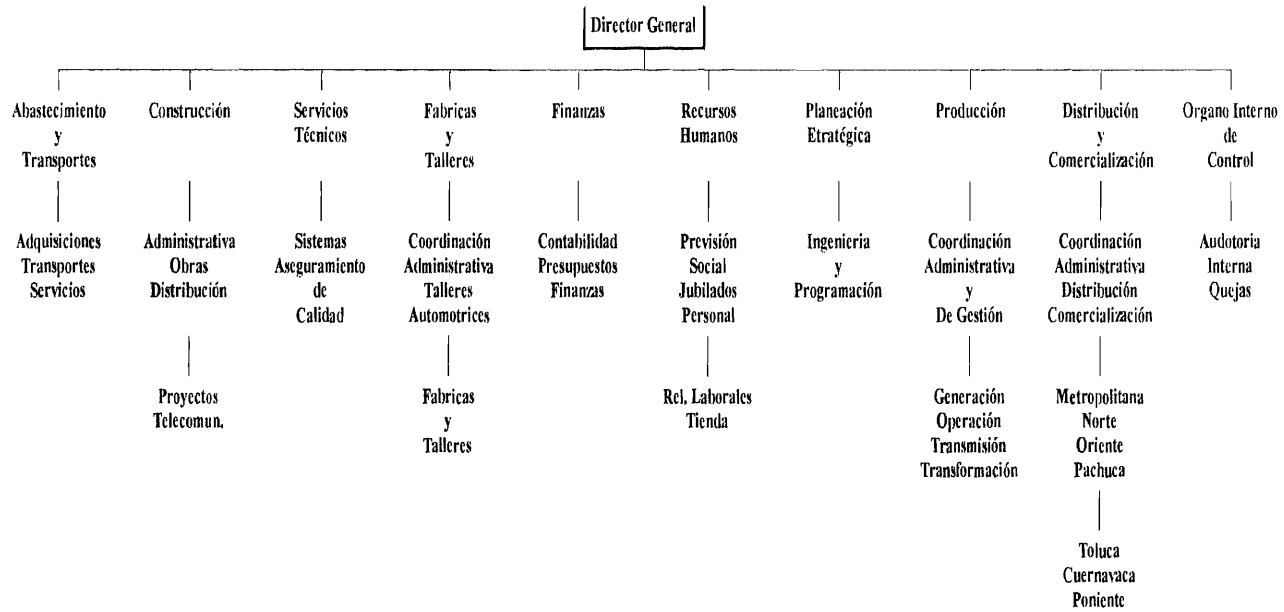 Director General
Abastecimiento
y
Transportes
Construcción
Servicios
Técnicos
Fabricas
y
Talleres
Finanzas
Recursos
Humanos
Planeación
Etratégica
Producción
Distribución
y
Comercialización
Organo Interno
de
Control
Adquisiciones
Transportes
Servicios
Administrativa
Obras
Distribución
Sistemas
Aseguramiento
de
Calidad
Coordinación
Administrativa
Talleres
Automotrices
Contabilidad
Presupuestos
Finanzas
Previsión
Social
Jubilados
Personal
Ingenieria
y
Programación
Coordinación
Administrativa
y
De Gestión
Coordinación
Administrativa
Distribución
Comercialización
Audotoria
Interna
Quejas
Proyectos
Telecomun.
Fabricas
y
Talleres
Rel. Laborales
Tienda
Generación
Operación
Transmisión
Transformación
Metropolitana
Norte
Oriente
Pachuca
Toluca
Cuernavaca
Poniente